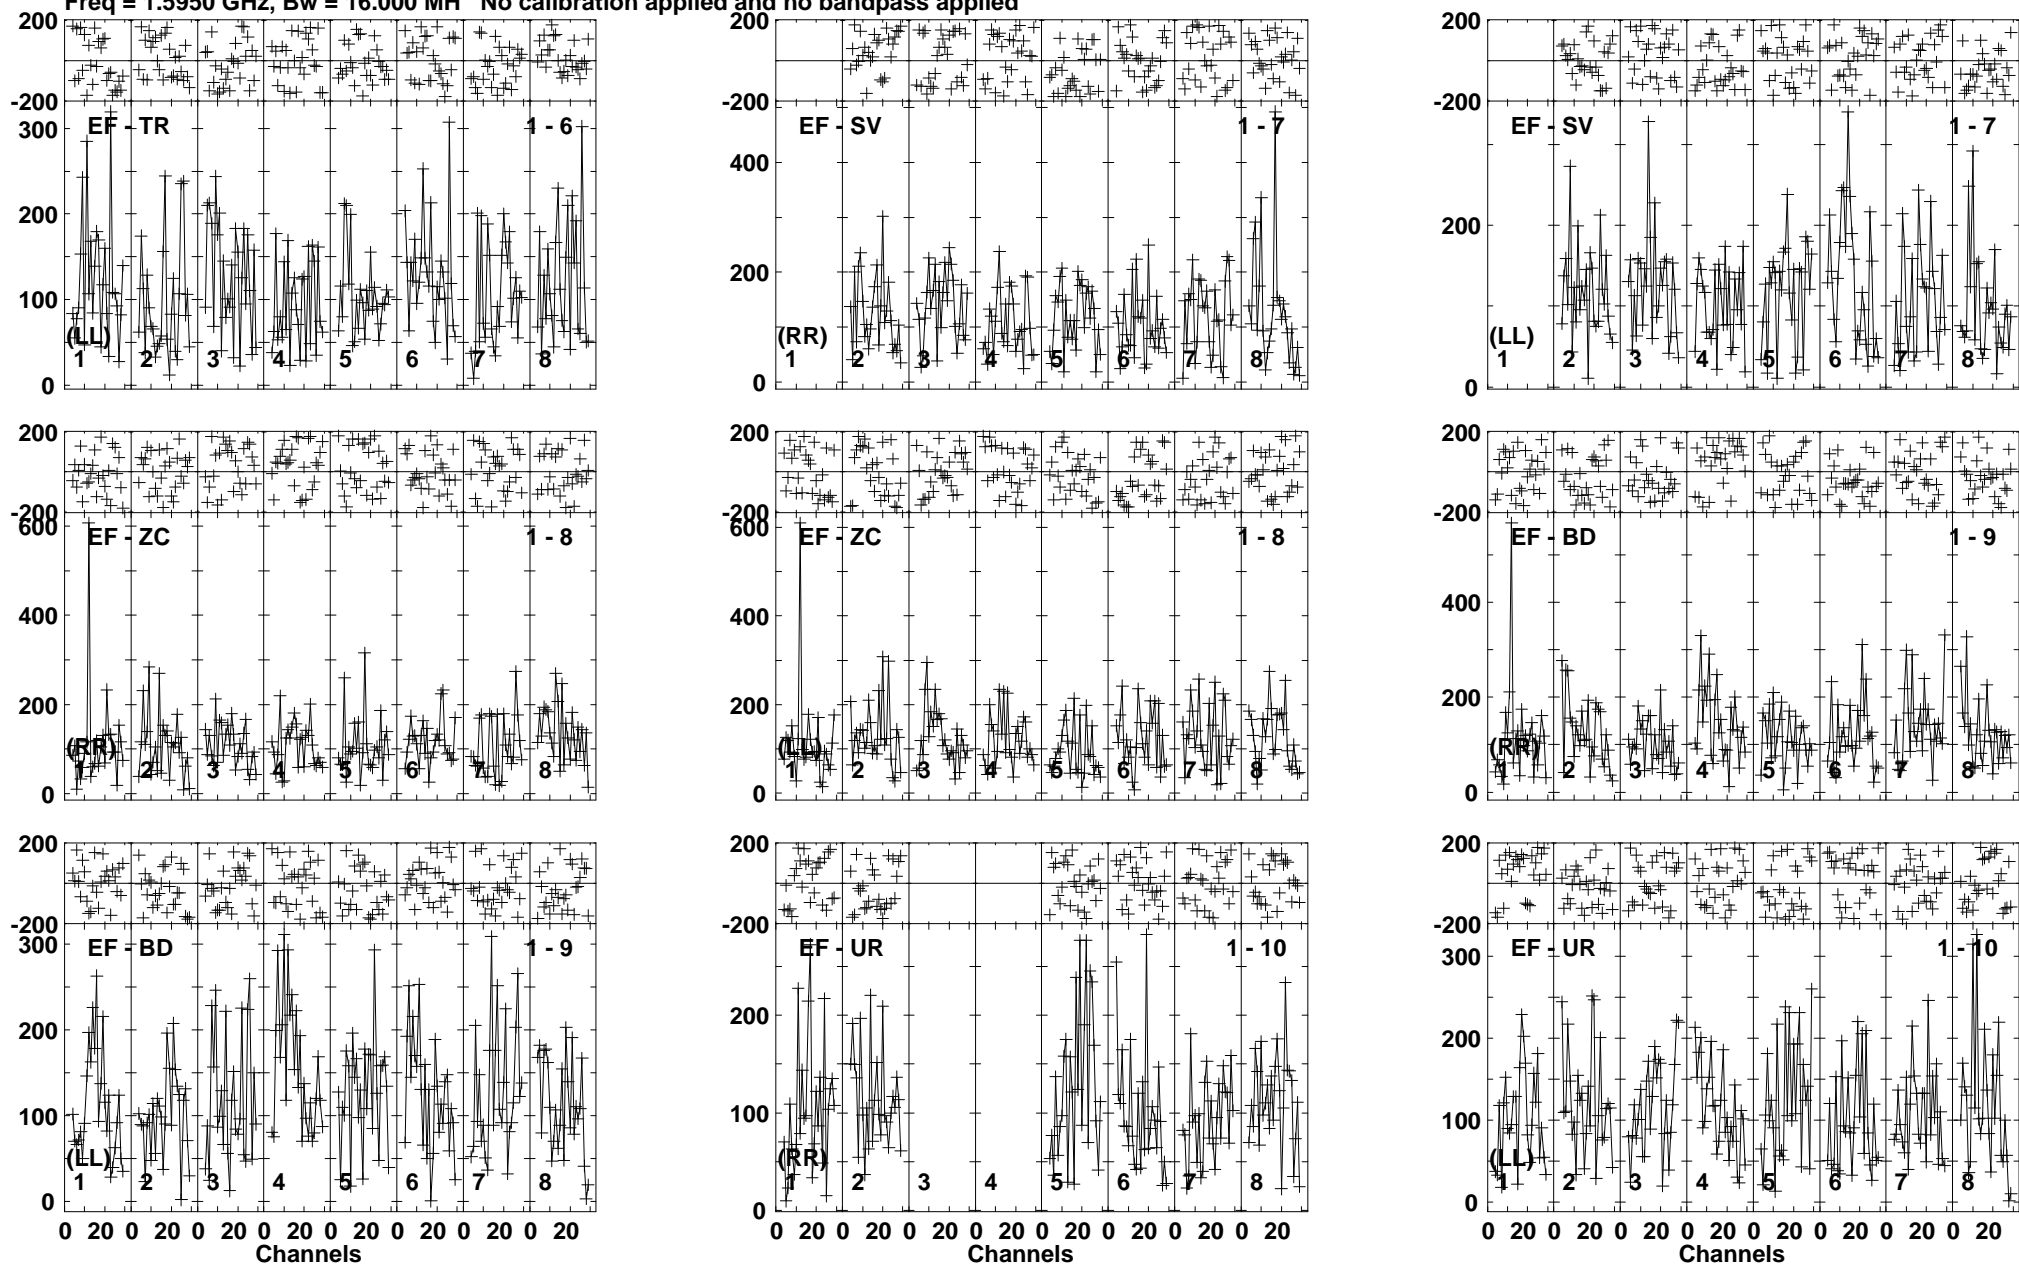 Freq = 1.5950 GHz, Bw = 16.000 MH No calibration applied and no bandpass applied
200 200 200
-200 -200 -200
EF - TR 1 - 6 EF - SV 1 - 7 EF - SV 1 - 7
300
400
200 200 200
100
(LL) (RR) (LL)
1 2 3 4 5 6 7 8 1 2 3 4 5 6 7 8 1 2 3 4 5 6 7 8
0 0 0
200 200 200
-200 -200 -200
600 600
EF - ZC 1 - 8 EF - ZC 1 - 8 EF - BD 1 - 9
400 400 400
200 200 200
(RR) (LL) (RR)
1 2 3 4 5 6 7 8 1 2 3 4 5 6 7 8 1 2 3 4 5 6 7 8
0 0 0
200 200 200
-200 -200 -200
EF - BD 1 - 9 EF - UR 1 - 10 EF - UR 1 - 10
300 300
200 200 200
100 100 100
(LL) (RR) (LL)
1 2 3 4 5 6 7 8 1 2 3 4 5 6 7 8 1 2 3 4 5 6 7 8
0 0 0
0 20 0 20 0 20 0 20 0 20 0 20 0 20 0 20 0 20 0 20 0 20 0 20 0 20 0 20 0 20 0 20 0 20 0 20 0 20 0 20 0 20 0 20 0 20 0 20
Channels Channels Channels